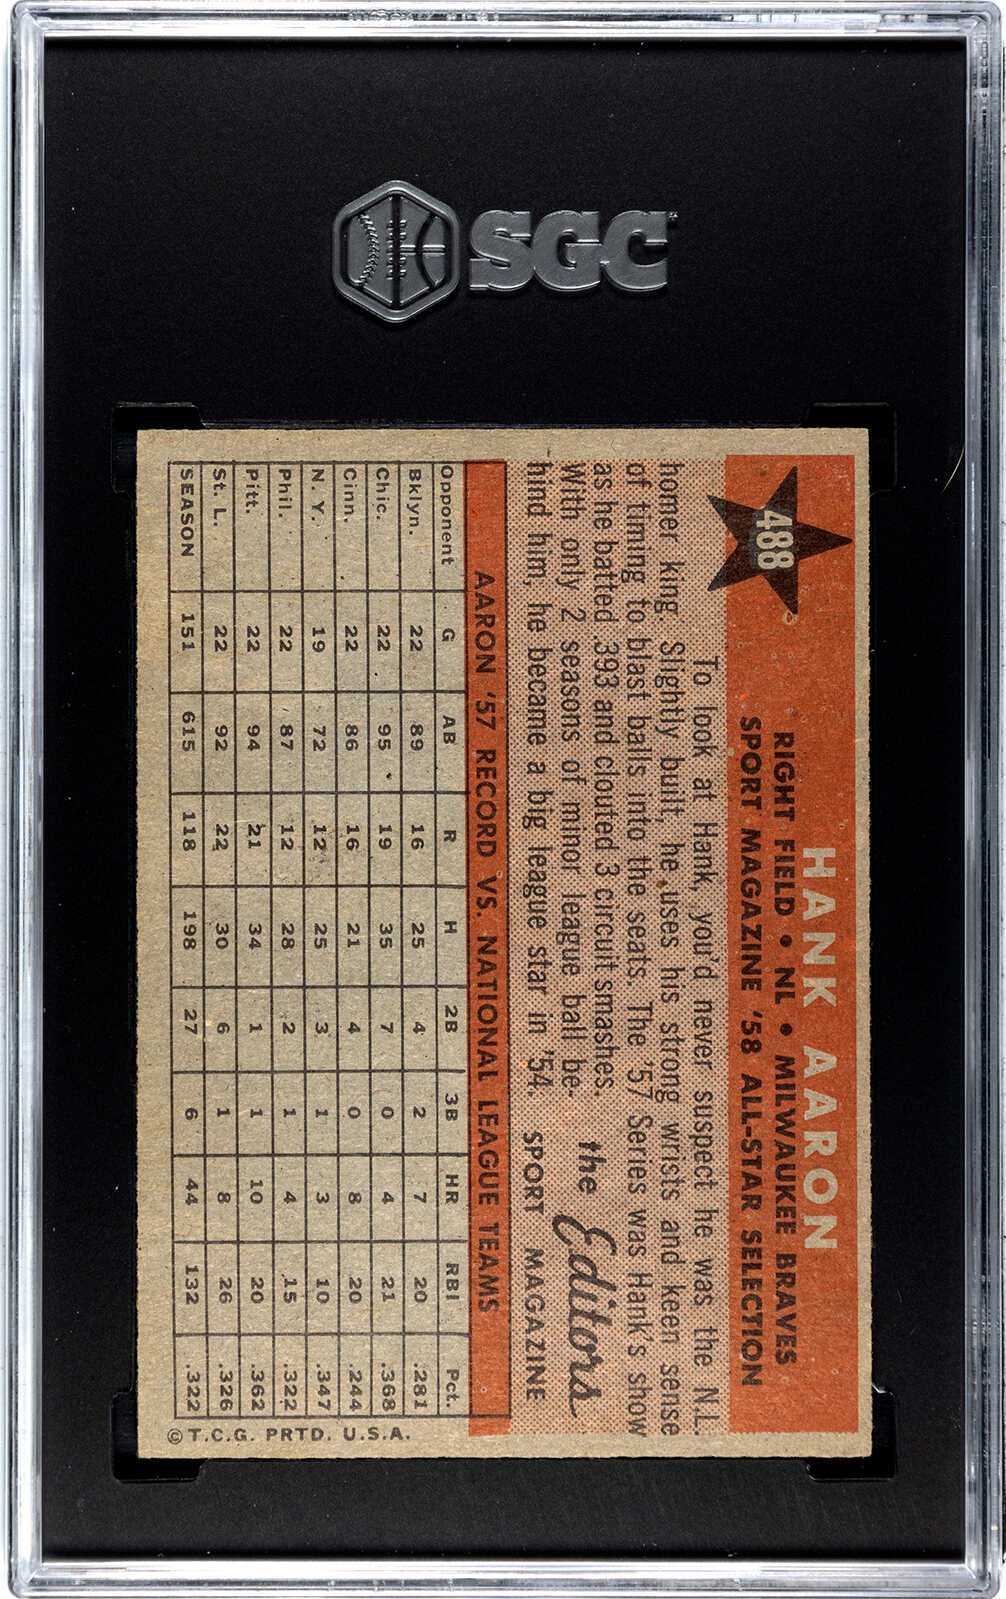 SGC
488
HANK AARON
RIGHT FIELD • NL • MILWAUKEE BRAVES
SPORT MAGAZINE '58 ALL-STAR SELECTION
To look at Hank, you'd never suspect he was the N.L.
homer king. Slightly built, he uses his strong wrists and keen sense
of timing to blast balls into the seats. The '57 Series was Hank's show
as he batted .393 and clouted 3 circuit smashes.
With only 2 seasons of minor league ball be-
hind him, he became a big league star in '54.
the Editors
SPORT MAGAZINE
AARON '57 RECORD VS. NATIONAL LEAGUE TEAMS
Opponent G AB R H 2B 3B HR RBI Pct.
Bklyn. 22 89 16 25 4 2 7 20 .281
Chic. 22 95 19 35 7 0 4 21 .368
Cinn. 22 86 16 21 4 0 8 20 .244
N. Y. 19 72 12 25 3 1 3 10 .347
Phil. 22 87 12 28 2 1 4 15 .322
Pitt. 22 94 21 34 1 1 10 20 .362
St. L. 22 92 22 30 6 1 8 26 .326
SEASON 151 615 118 198 27 6 44 132 .322
© T.C.G. PRTD. U.S.A.